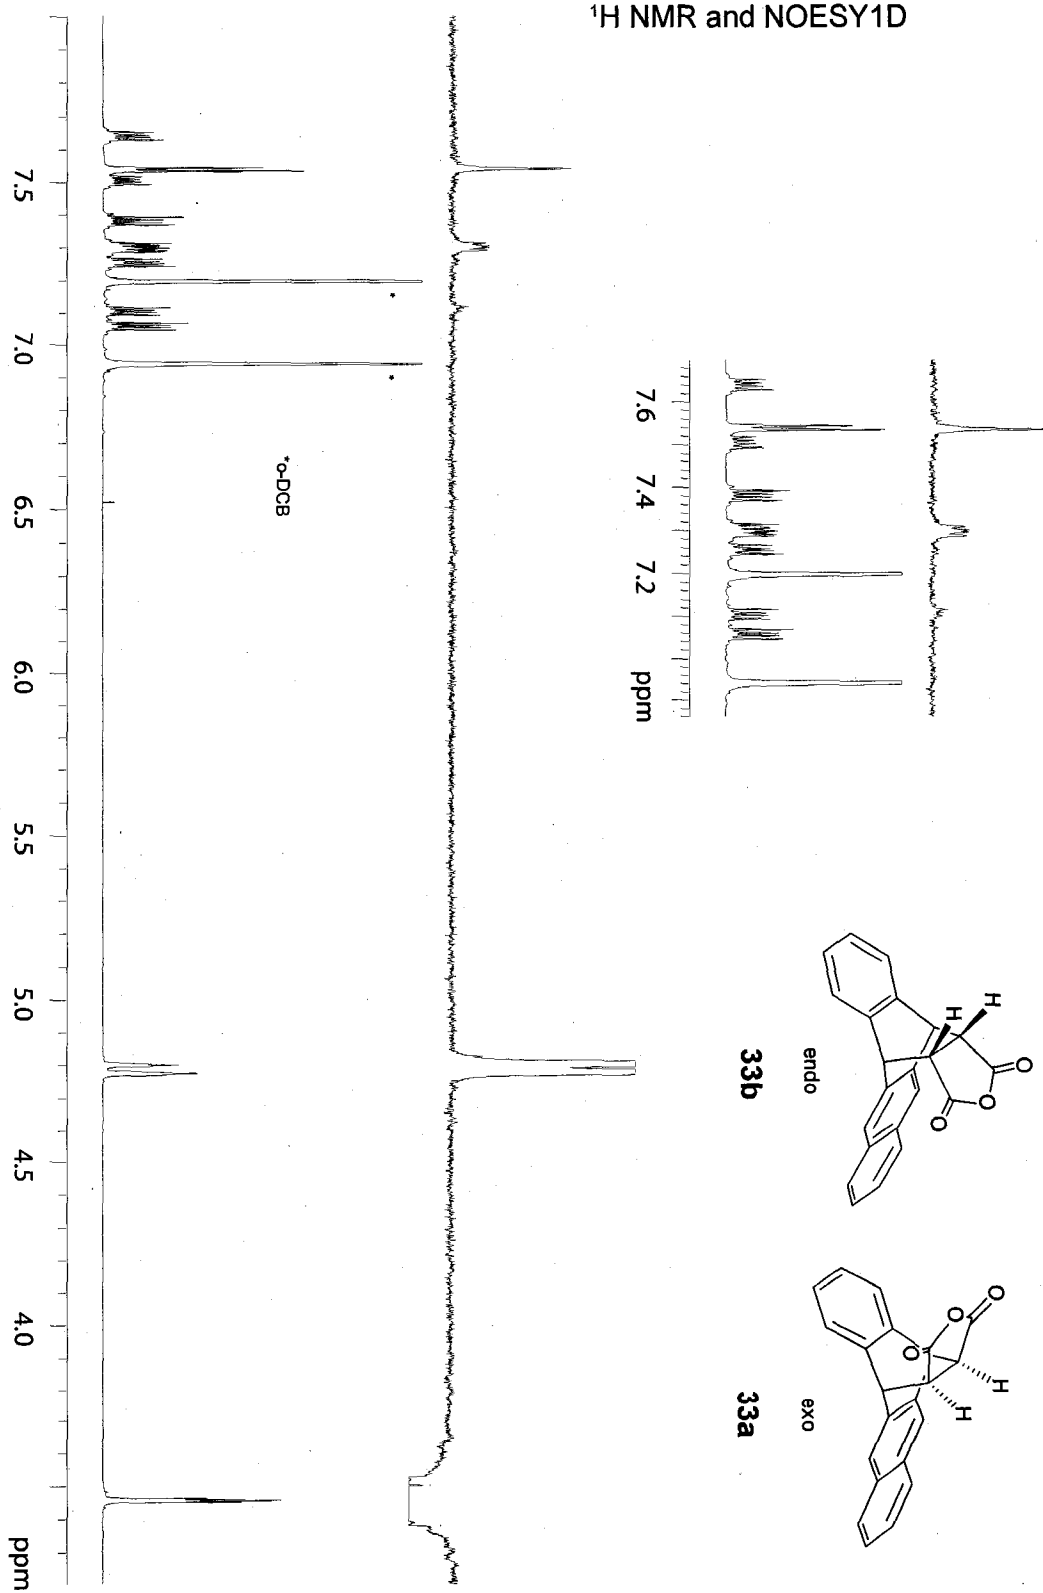 ¹H NMR and NOESY1D
7.6
7.4
7.2
ppm
*
*
*o-DCB
7.5
7.0
6.5
6.0
5.5
5.0
4.5
4.0
ppm
H
H
O
O
O
endo
33b
O
O
O
H
H
exo
33a